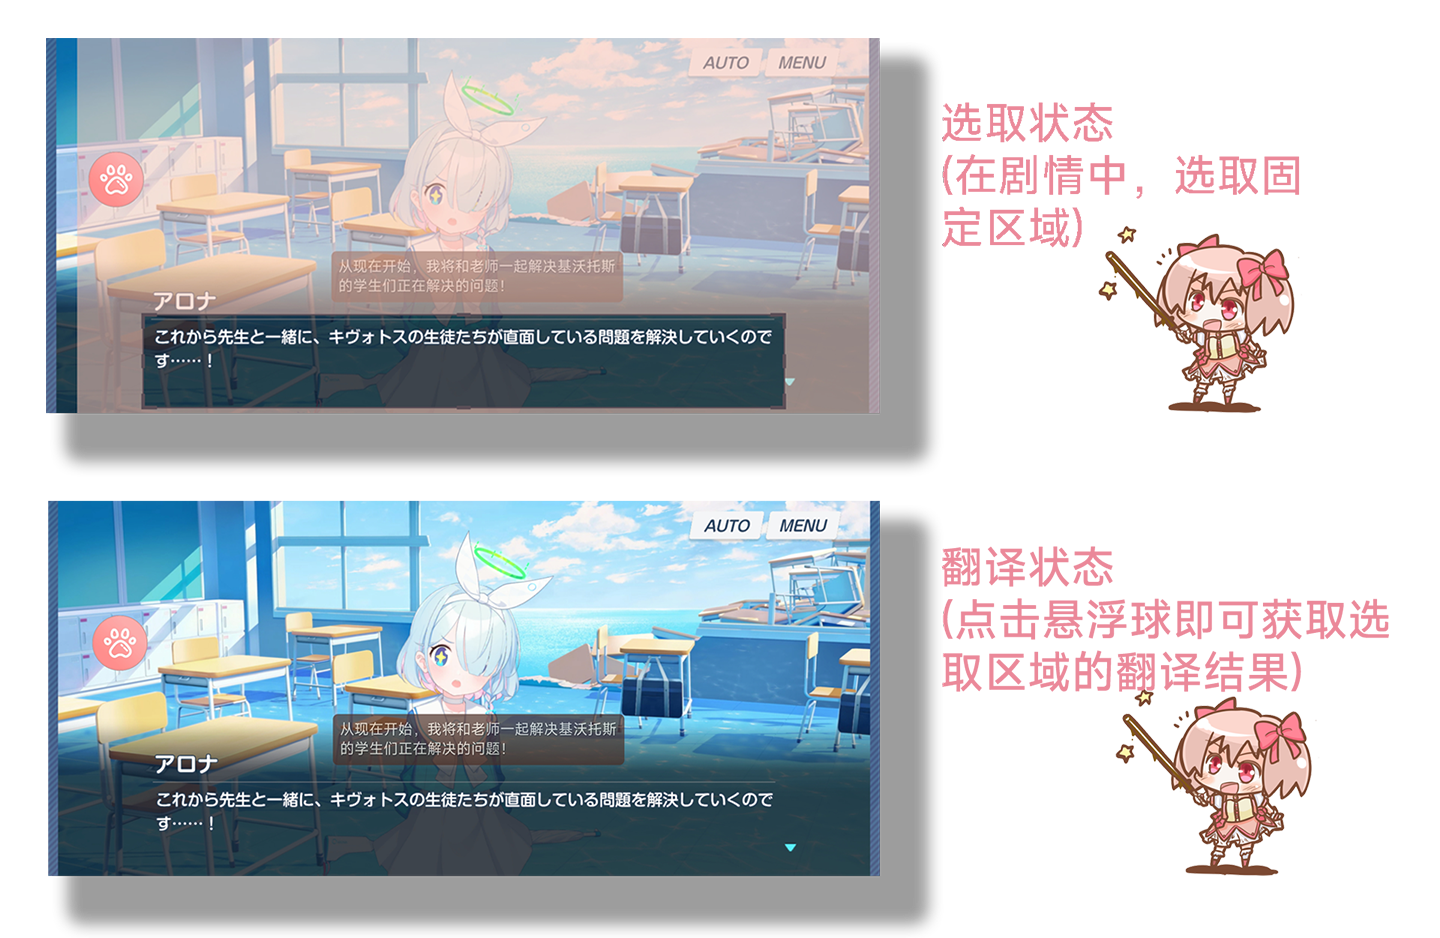 AUTO MENU
从现在开始，我将和老师一起解决基沃托斯
的学生们正在解决的问题！
アロナ
これから先生と一緒に、キヴォトスの生徒たちが直面している問題を解決していくので
す……！
选取状态
(在剧情中，选取固
定区域)
AUTO MENU
从现在开始，我将和老师一起解决基沃托斯
的学生们正在解决的问题！
アロナ
これから先生と一緒に、キヴォトスの生徒たちが直面している問題を解決していくので
す……！
翻译状态
(点击悬浮球即可获取选
取区域的翻译结果)